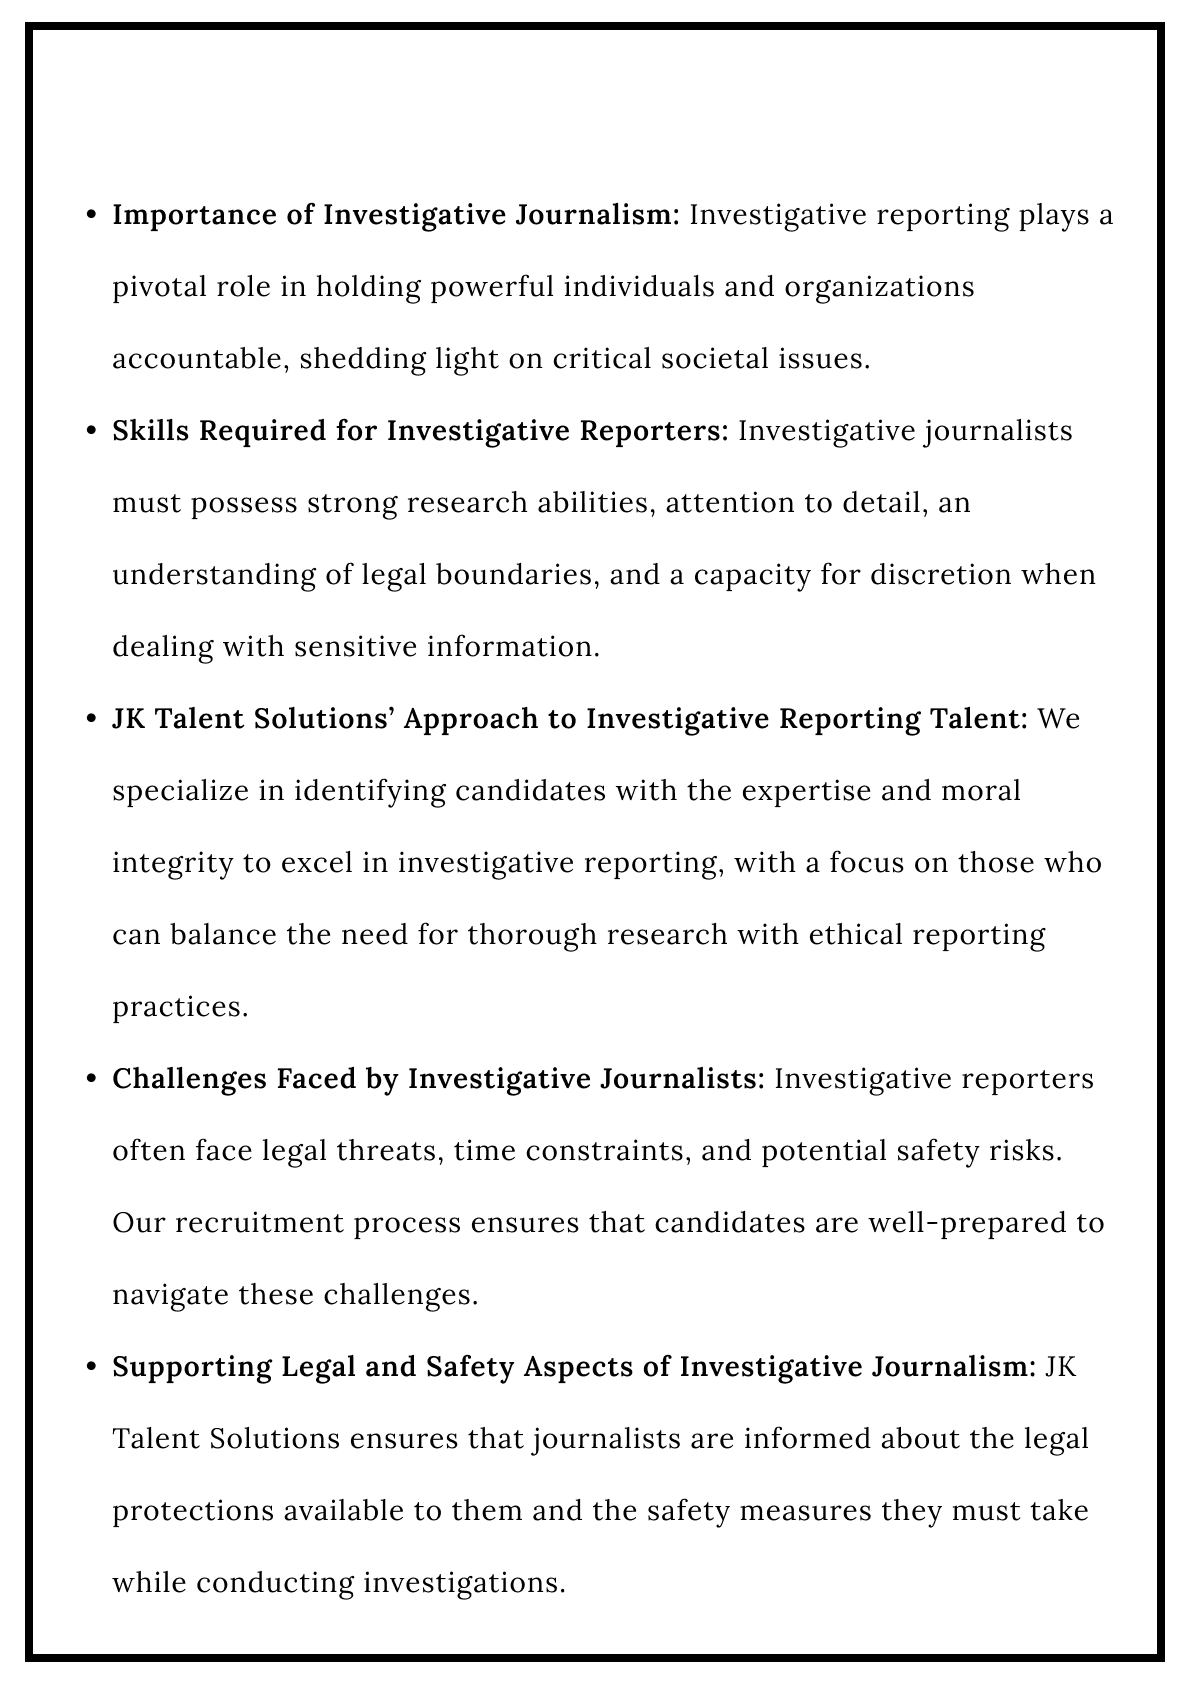 • Importance of Investigative Journalism: Investigative reporting plays a
pivotal role in holding powerful individuals and organizations
accountable, shedding light on critical societal issues.
• Skills Required for Investigative Reporters: Investigative journalists
must possess strong research abilities, attention to detail, an
understanding of legal boundaries, and a capacity for discretion when
dealing with sensitive information.
• JK Talent Solutions’ Approach to Investigative Reporting Talent: We
specialize in identifying candidates with the expertise and moral
integrity to excel in investigative reporting, with a focus on those who
can balance the need for thorough research with ethical reporting
practices.
• Challenges Faced by Investigative Journalists: Investigative reporters
often face legal threats, time constraints, and potential safety risks.
Our recruitment process ensures that candidates are well-prepared to
navigate these challenges.
• Supporting Legal and Safety Aspects of Investigative Journalism: JK
Talent Solutions ensures that journalists are informed about the legal
protections available to them and the safety measures they must take
while conducting investigations.